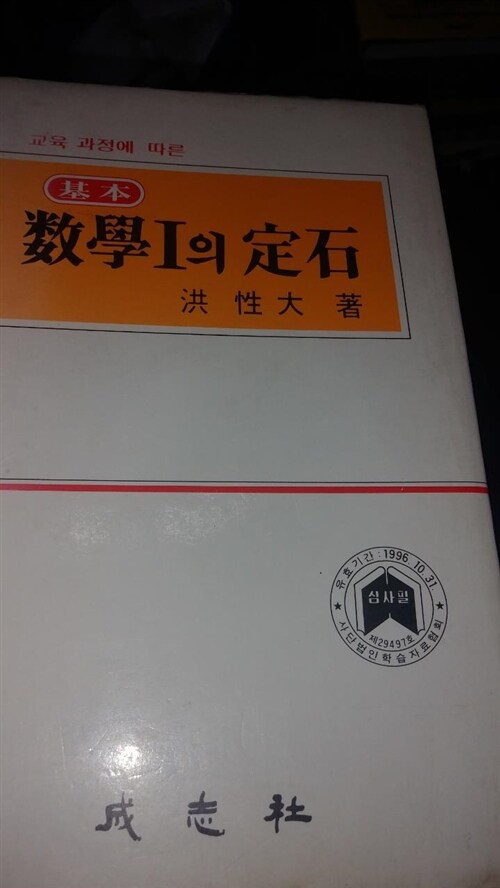 교육 과정에 따른
基本
数學I의 定石
洪性大 著
유효기간:1996.10.31.
심사필
제29497호
★ 사단법인학습자료협회 ★
成志社